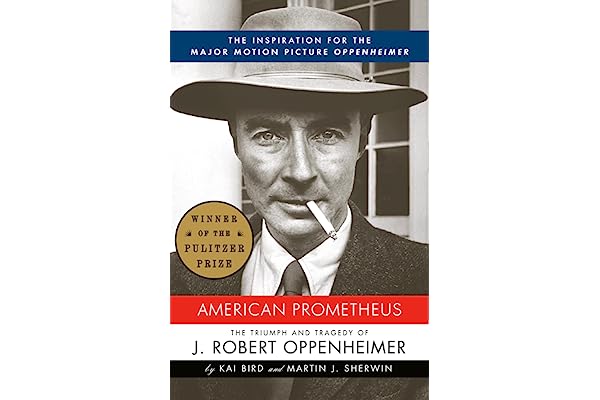 THE INSPIRATION FOR THE
MAJOR MOTION PICTURE OPPENHEIMER
WINNER
OF THE
PULITZER
PRIZE
AMERICAN PROMETHEUS
THE TRIUMPH AND TRAGEDY OF
J. ROBERT OPPENHEIMER
by KAI BIRD and MARTIN J. SHERWIN